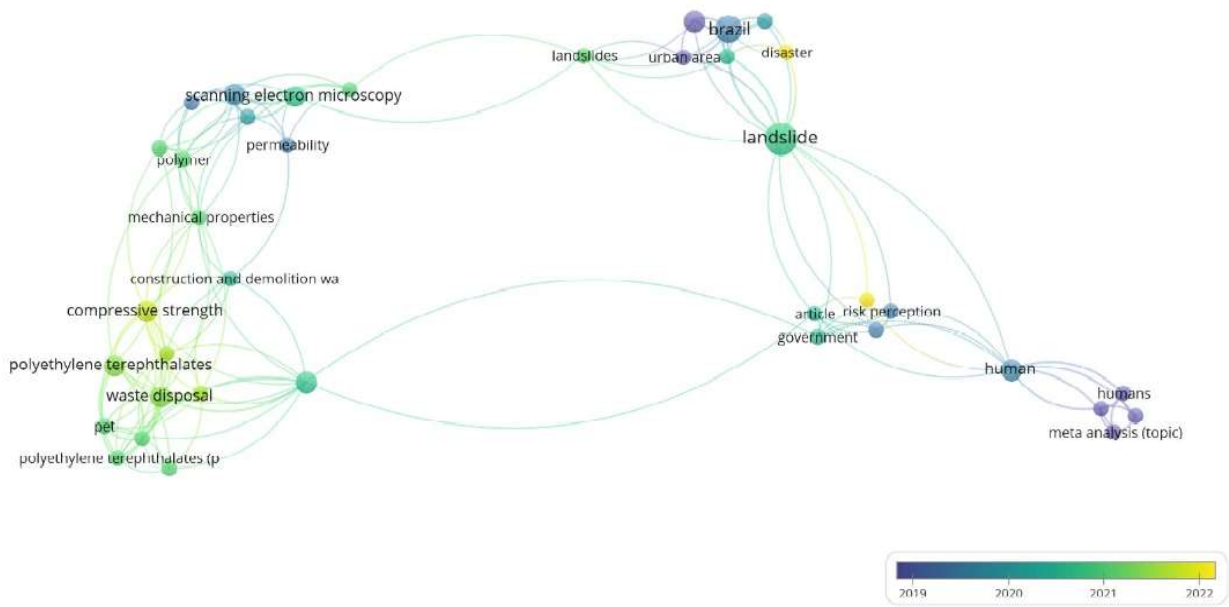 brazil
landslides
urban area
disaster
scanning electron microscopy
landslide
permeability
polymer
mechanical properties
construction and demolition wa
compressive strength
article
risk perception
government
polyethylene terephthalates
human
waste disposal
humans
pet
meta analysis (topic)
polyethylene terephthalates (p
2019
2020
2021
2022